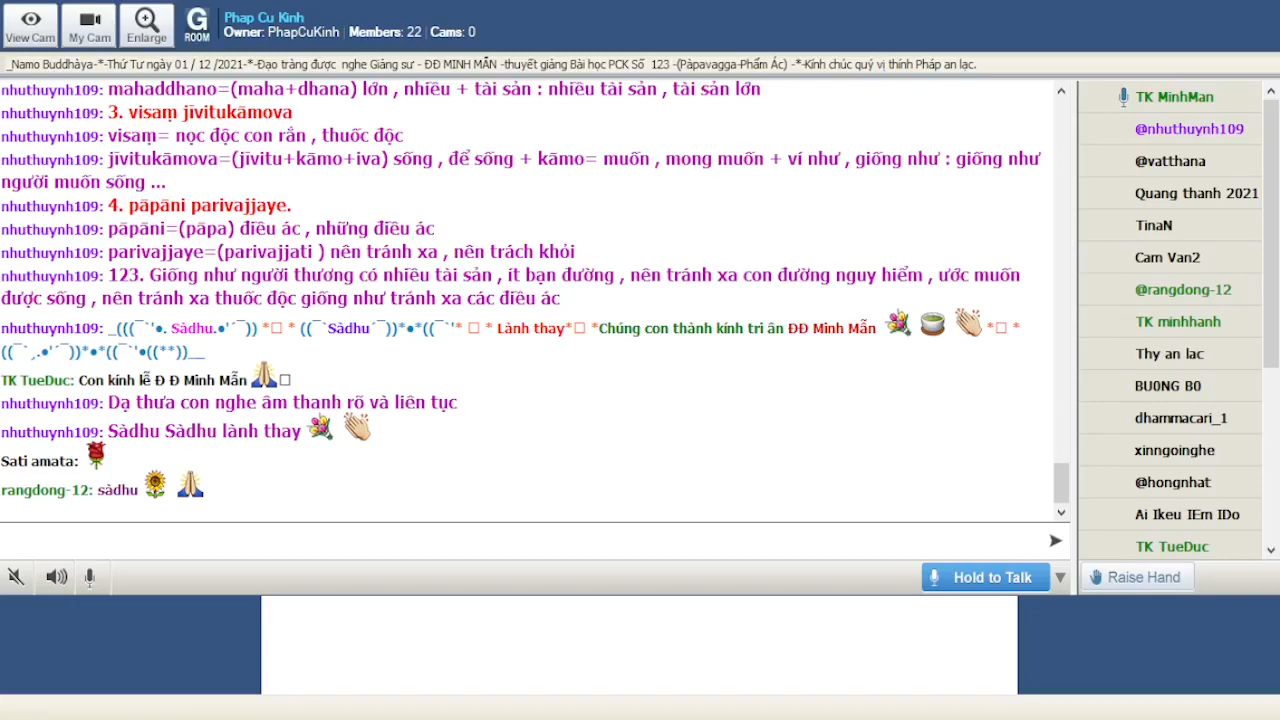 View Cam
My Cam
Enlarge
G
ROOM
Phap Cu Kinh
Owner: PhapCuKinh | Members: 22 | Cams: 0
_Namo Buddhàya-*-Thứ Tư ngày 01 / 12 /2021-*-Đạo tràng được nghe Giảng sư - ĐĐ MINH MẪN -thuyết giảng Bài học PCK Số 123 -(Pàpavagga-Phẩm Ác) -*-Kính chúc quý vị thính Pháp an lạc.
nhuthuynh109: mahaddhano=(maha+dhana) lớn , nhiều + tài sản : nhiều tài sản , tài sản lớn
nhuthuynh109: 3. visaṃ jīvitukāmova
nhuthuynh109: visaṃ= nọc độc con rắn , thuốc độc
nhuthuynh109: jīvitukāmova=(jīvitu+kāmo+iva) sống , để sống + kāmo= muốn , mong muốn + ví như , giống như : giống như
người muốn sống ...
nhuthuynh109: 4. pāpāni parivajjaye.
nhuthuynh109: pāpāni=(pāpa) điều ác , những điều ác
nhuthuynh109: parivajjaye=(parivajjati ) nên tránh xa , nên trách khỏi
nhuthuynh109: 123. Giống như người thương có nhiều tài sản , ít bạn đường , nên tránh xa con đường nguy hiểm , ước muốn
được sống , nên tránh xa thuốc độc giống như tránh xa các điều ác
nhuthuynh109: _(((¯`'•. Sàdhu.•'´¯)) *□ * ((¯`Sàdhu´¯))*•*((¯`'* □ * Lành thay*□ *Chúng con thành kính tri ân ĐĐ Minh Mẫn 💐 🍵 👏 *□ *
((¯`¸.•'´¯))*•*((¯`'•((**))__
TK TueDuc: Con kính lễ Đ Đ Minh Mẫn 🙏□
nhuthuynh109: Dạ thưa con nghe âm thanh rõ và liên tục
nhuthuynh109: Sàdhu Sàdhu lành thay 💐 👏
Sati amata: 🌹
rangdong-12: sàdhu 🌻 🙏
Hold to Talk
TK MinhMan
@nhuthuynh109
@vatthana
Quang thanh 2021
TinaN
Cam Van2
@rangdong-12
TK minhhanh
Thy an lac
BU0NG B0
dhammacari_1
xinngoinghe
@hongnhat
Ai Ikeu IEm IDo
TK TueDuc
Raise Hand